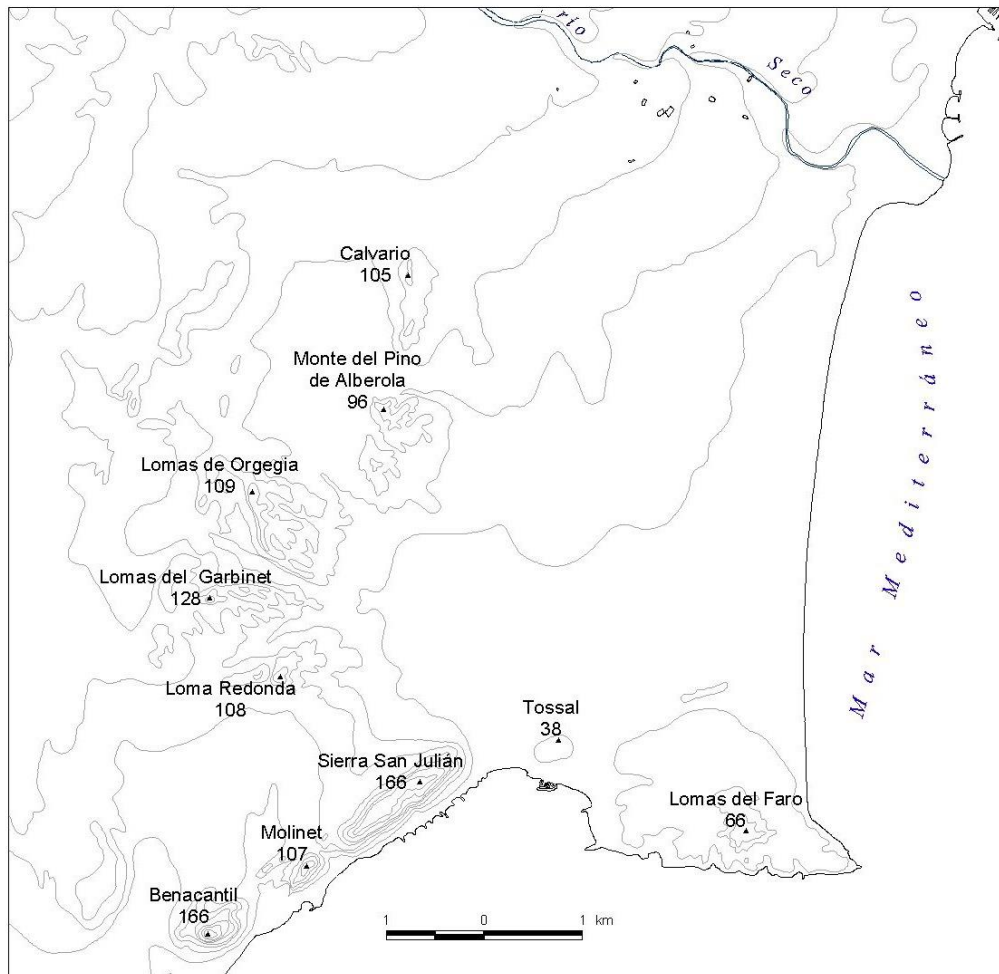 río
Seco
Calvario
105
Monte del Pino
de Alberola
96
Lomas de Orgegia
109
Lomas del Garbinet
128
Loma Redonda
108
Mar Mediterráneo
Tossal
38
Sierra San Julián
166
Lomas del Faro
66
Molinet
107
Benacantil
166
1 0 1 km